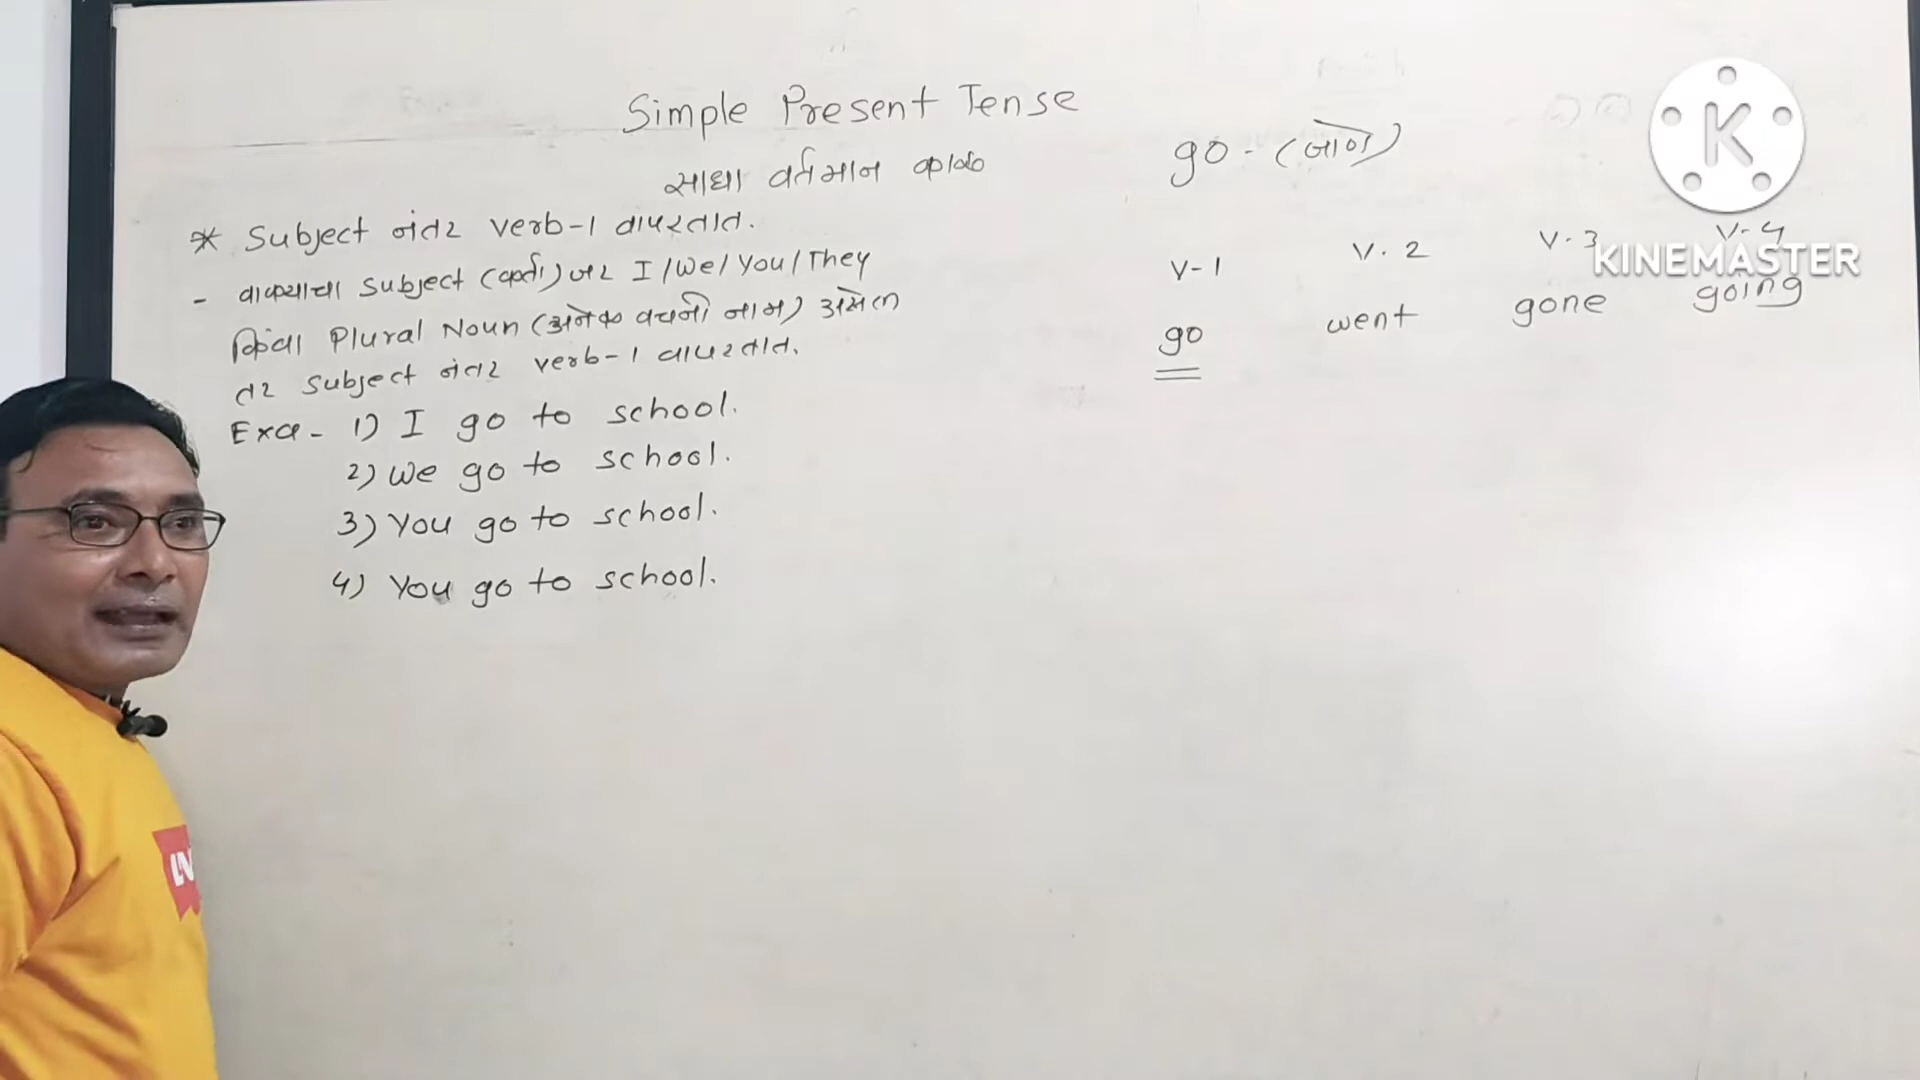 Simple Present Tense
साधा वर्तमान काळ
* Subject नंतर verb-1 वापरतात.
- वाक्याचा subject (कर्ता) जर I/We/You/They
किंवा Plural Noun (अनेक वचनी नाम) असेल
तर subject नंतर verb-1 वापरतात.
Exa- 1) I go to school.
2) We go to school.
3) You go to school.
4) You go to school.
go - (जाणे)
V-1 V.2 V.3 V-4
go went gone going
K
KINEMASTER